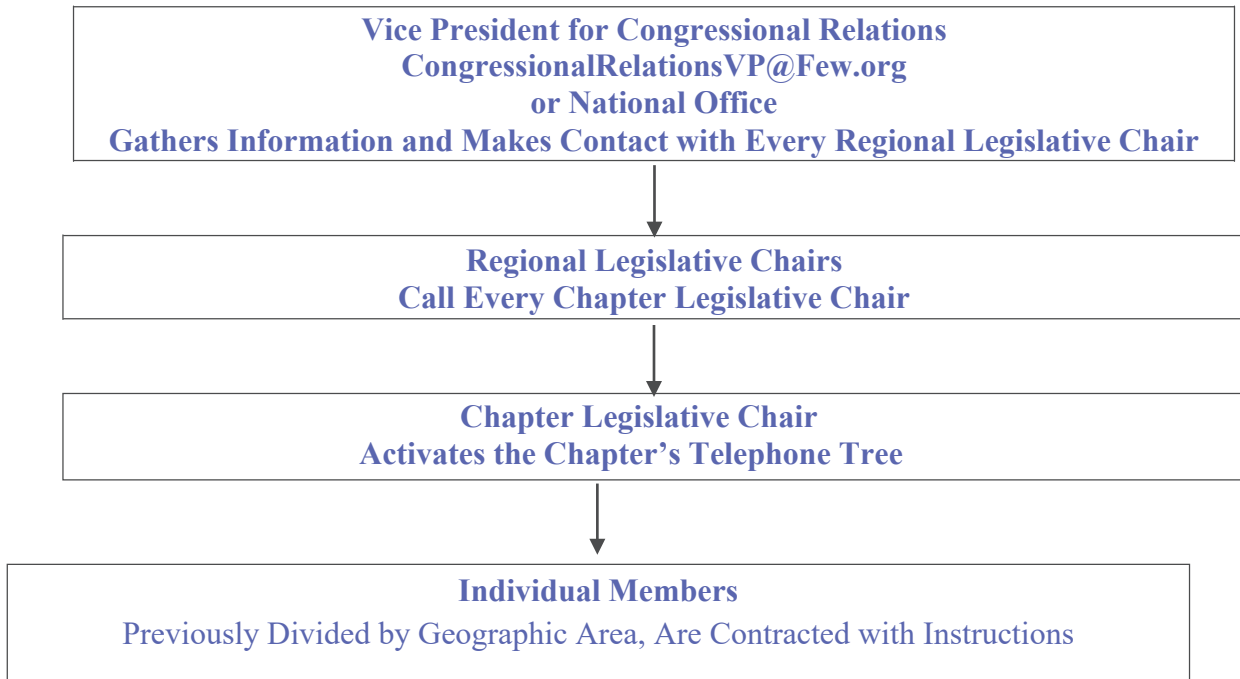 Vice President for Congressional Relations
CongressionalRelationsVP@Few.org
or National Office
Gathers Information and Makes Contact with Every Regional Legislative Chair
Regional Legislative Chairs
Call Every Chapter Legislative Chair
Chapter Legislative Chair
Activates the Chapter’s Telephone Tree
Individual Members
Previously Divided by Geographic Area, Are Contracted with Instructions